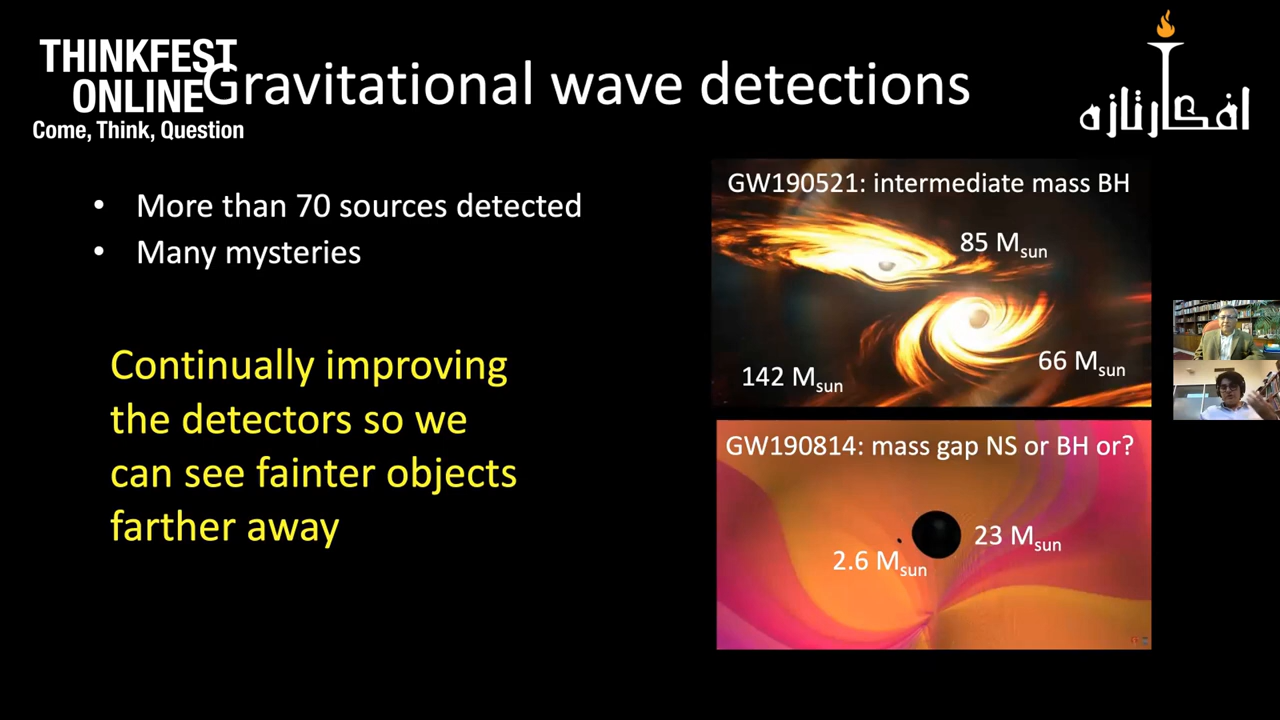 THINKFEST
ONLINE
Come, Think, Question
Gravitational wave detections
افکارتازہ
• More than 70 sources detected
• Many mysteries
Continually improving
the detectors so we
can see fainter objects
farther away
GW190521: intermediate mass BH
85 Msun
66 Msun
142 Msun
GW190814: mass gap NS or BH or?
23 Msun
2.6 Msun